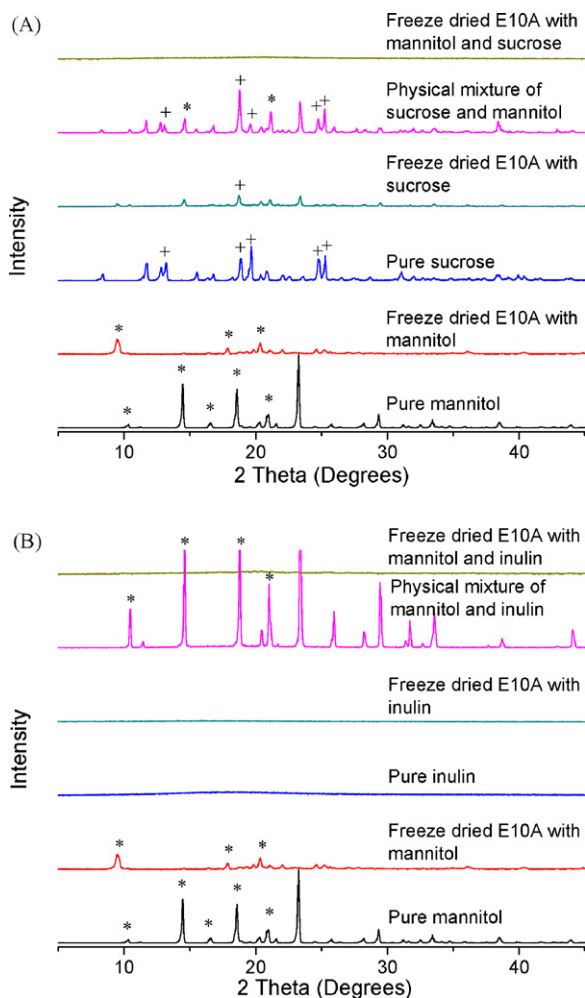 (A)
Freeze dried E10A with
mannitol and sucrose
+ + * + + * + +
Physical mixture of
sucrose and mannitol
+
Freeze dried E10A with
sucrose
+ + + + +
Pure sucrose
* * *
Freeze dried E10A with
mannitol
* * * * *
Pure mannitol
Intensity
10 20 30 40
2 Theta (Degrees)
(B)
Freeze dried E10A with
mannitol and inulin
* * * *
Physical mixture of
mannitol and inulin
Freeze dried E10A with
inulin
Pure inulin
* * *
Freeze dried E10A with
mannitol
* * * * *
Pure mannitol
Intensity
10 20 30 40
2 Theta (Degrees)